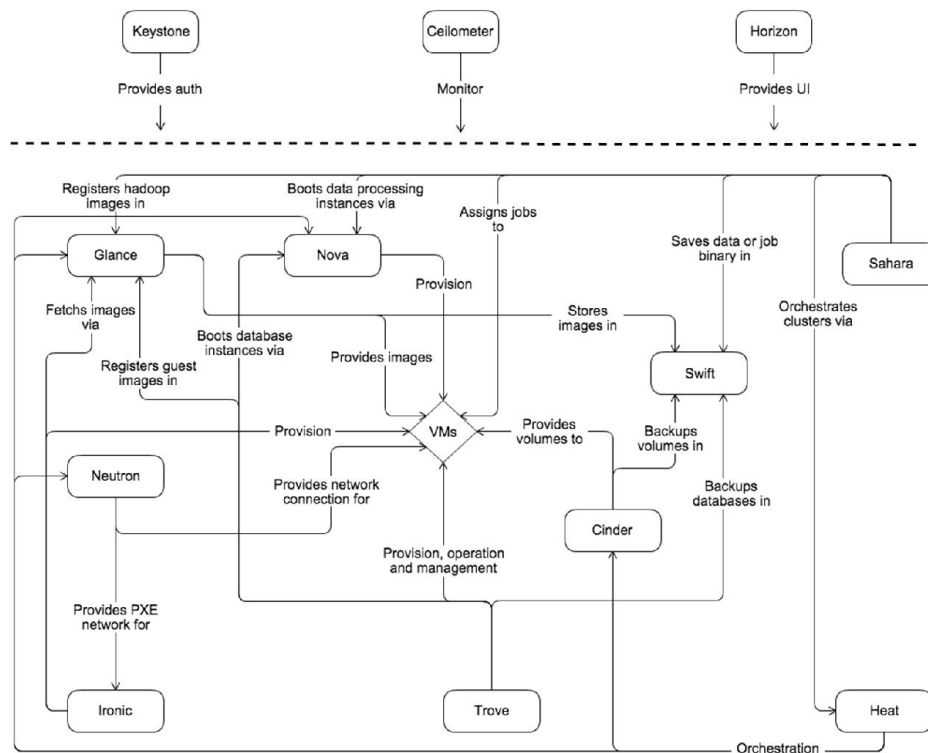 Keystone
Ceilometer
Horizon
Provides auth
Monitor
Provides UI
Registers hadoop
images in
Boots data processing
instances via
Assigns jobs
to
Saves data or job
binary in
Sahara
Glance
Nova
Provision
Fetchs images
via
Boots database
instances via
Stores
images in
Orchestrates
clusters via
Registers guest
images in
Provides images
Swift
Provision
VMs
Provides
volumes to
Backups
volumes in
Neutron
Provides network
connection for
Backups
databases in
Cinder
Provision, operation
and management
Provides PXE
network for
Ironic
Trove
Heat
Orchestration